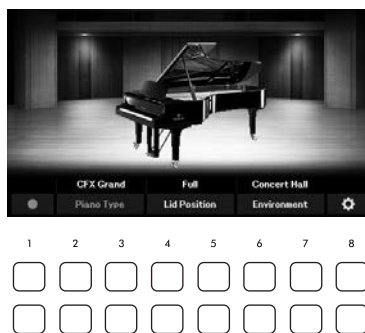 CFX Grand Full Concert Hall
Piano Type Lid Position Environment
1 2 3 4 5 6 7 8